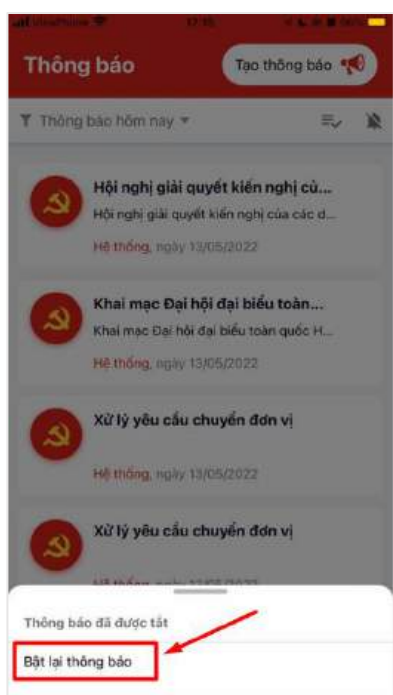 Thông báo
Tạo thông báo
Thông báo hôm nay
Hội nghị giải quyết kiến nghị củ...
Hội nghị giải quyết kiến nghị của các d...
Hệ thống, ngày 13/05/2022
Khai mạc Đại hội đại biểu toàn...
Khai mạc Đại hội đại biểu toàn quốc H...
Hệ thống, ngày 13/05/2022
Xử lý yêu cầu chuyển đơn vị
Hệ thống, ngày 13/05/2022
Xử lý yêu cầu chuyển đơn vị
Thông báo đã được tắt
Bật lại thông báo